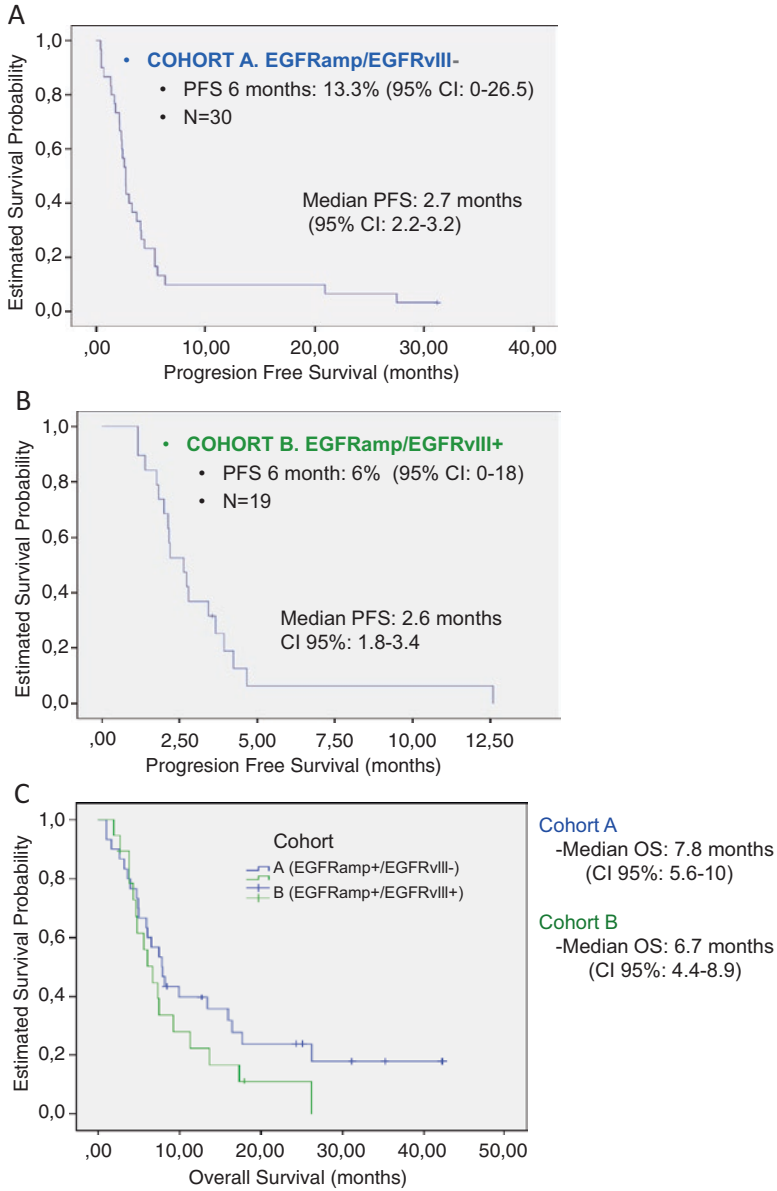 A
Estimated Survival Probability
1,0
0,8
0,6
0,4
0,2
0,0
• COHORT A. EGFRamp/EGFRvIII-
• PFS 6 months: 13.3% (95% CI: 0-26.5)
• N=30
Median PFS: 2.7 months
(95% CI: 2.2-3.2)
,00 10,00 20,00 30,00 40,00
Progresion Free Survival (months)
B
Estimated Survival Probability
1,0
0,8
0,6
0,4
0,2
0,0
• COHORT B. EGFRamp/EGFRvIII+
• PFS 6 month: 6% (95% CI: 0-18)
• N=19
Median PFS: 2.6 months
CI 95%: 1.8-3.4
,00 2,50 5,00 7,50 10,00 12,50
Progresion Free Survival (months)
C
Estimated Survival Probability
1,0
0,8
0,6
0,4
0,2
0,0
Cohort
A (EGFRamp+/EGFRvIII-)
B (EGFRamp+/EGFRvIII+)
,00 10,00 20,00 30,00 40,00 50,00
Overall Survival (months)
Cohort A
-Median OS: 7.8 months
(CI 95%: 5.6-10)
Cohort B
-Median OS: 6.7 months
(CI 95%: 4.4-8.9)